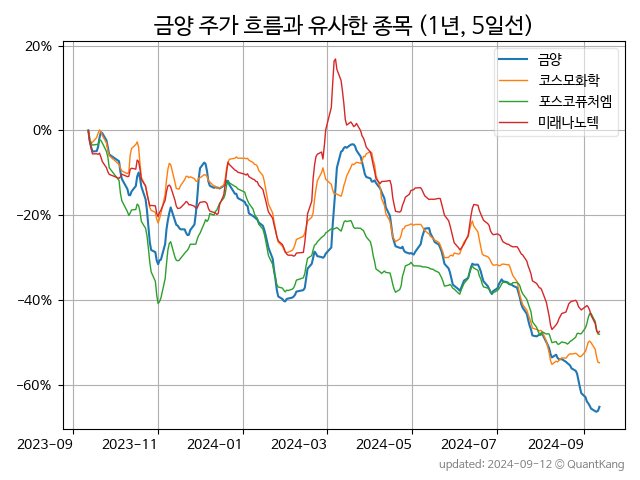 금양 주가 흐름과 유사한 종목 (1년, 5일선)
금양
코스모화학
포스코퓨처엠
미래나노텍
20%
0%
−20%
−40%
−60%
2023-09
2023-11
2024-01
2024-03
2024-05
2024-07
2024-09
updated: 2024-09-12 © QuantKang